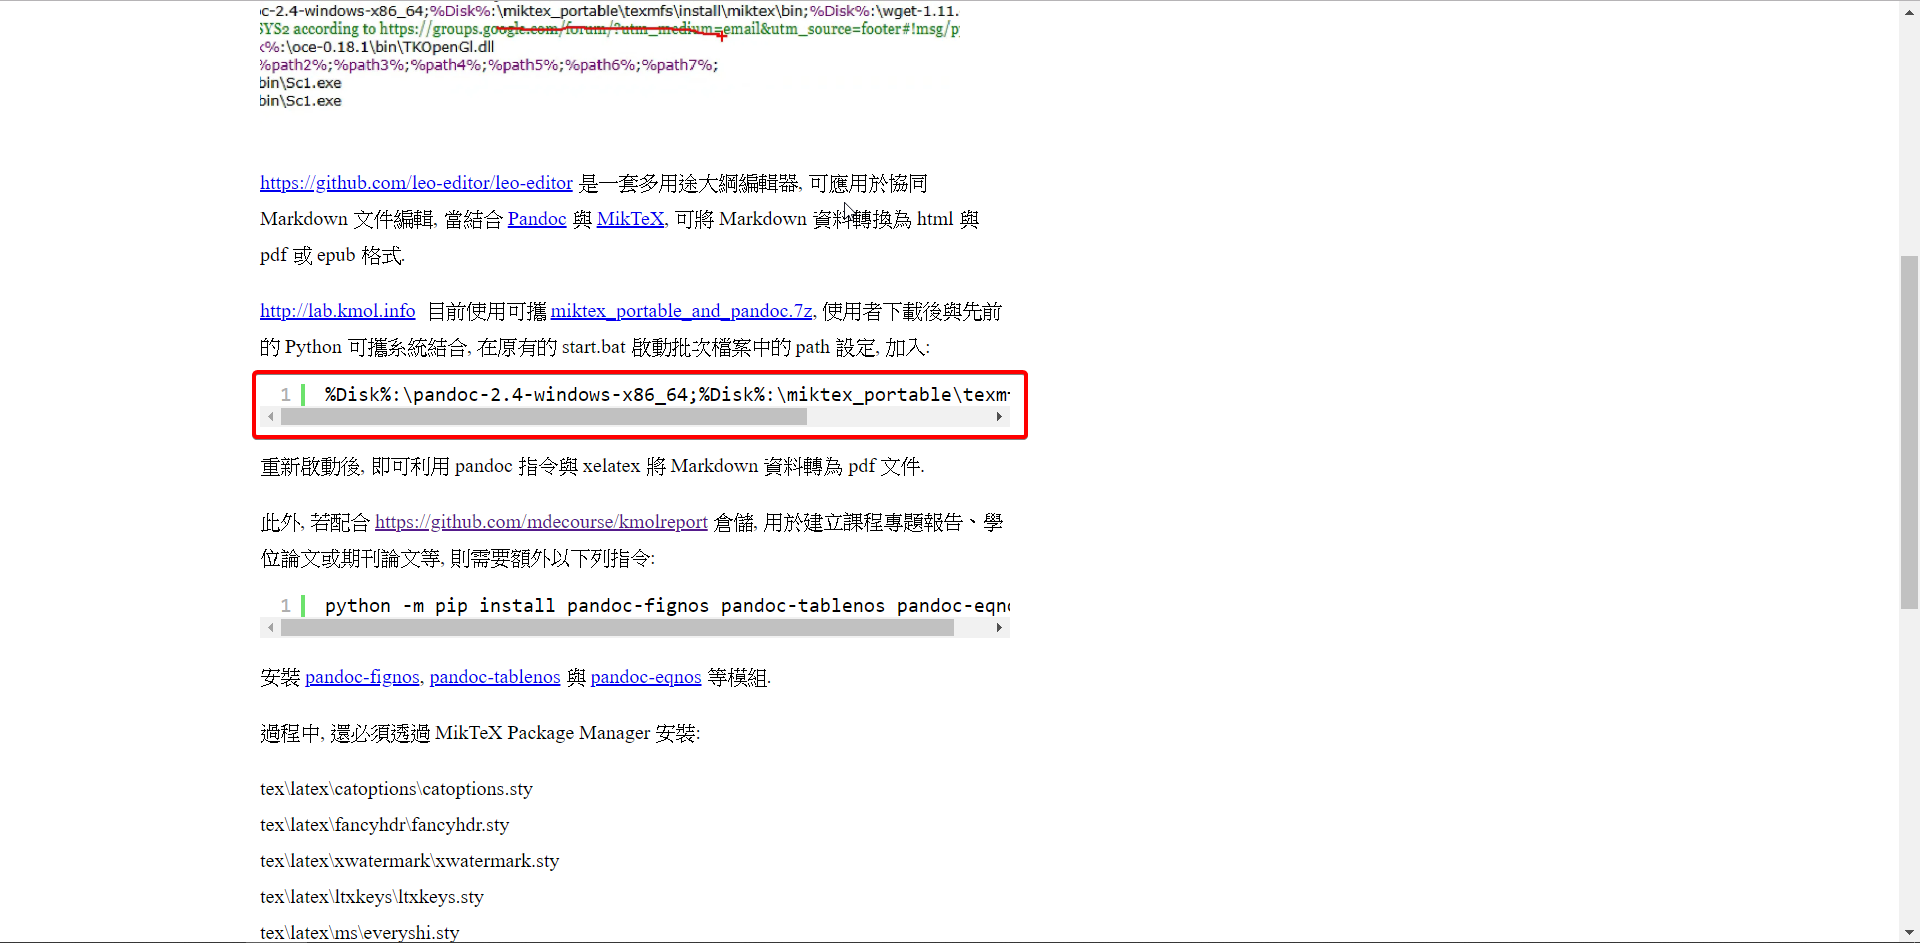 c-2.4-windows-x86_64;%Disk%:\miktex_portable\texmfs\install\miktex\bin;%Disk%:\wget-1.11.
SYS2 according to https://groups.google.com/forum/?utm_medium=email&utm_source=footer#!msg/p
k%:\oce-0.18.1\bin\TKOpenGl.dll
%path2%;%path3%;%path4%;%path5%;%path6%;%path7%;
bin\Sc1.exe
bin\Sc1.exe
https://github.com/leo-editor/leo-editor 是一套多用途大綱編輯器, 可應用於協同
Markdown 文件編輯, 當結合 Pandoc 與 MikTeX, 可將 Markdown 資料轉換為 html 與
pdf 或 epub 格式.
http://lab.kmol.info 目前使用可攜 miktex_portable_and_pandoc.7z, 使用者下載後與先前
的 Python 可攜系統結合, 在原有的 start.bat 啟動批次檔案中的 path 設定, 加入:
1 %Disk%:\pandoc-2.4-windows-x86_64;%Disk%:\miktex_portable\texm
重新啟動後, 即可利用 pandoc 指令與 xelatex 將 Markdown 資料轉為 pdf 文件.
此外, 若配合 https://github.com/mdecourse/kmolreport 倉儲, 用於建立課程專題報告、學
位論文或期刊論文等, 則需要額外以下列指令:
1 python -m pip install pandoc-fignos pandoc-tablenos pandoc-eqn
安裝 pandoc-fignos, pandoc-tablenos 與 pandoc-eqnos 等模組.
過程中, 還必須透過 MikTeX Package Manager 安裝:
tex\latex\catoptions\catoptions.sty
tex\latex\fancyhdr\fancyhdr.sty
tex\latex\xwatermark\xwatermark.sty
tex\latex\ltxkeys\ltxkeys.sty
tex\latex\ms\everyshi.sty